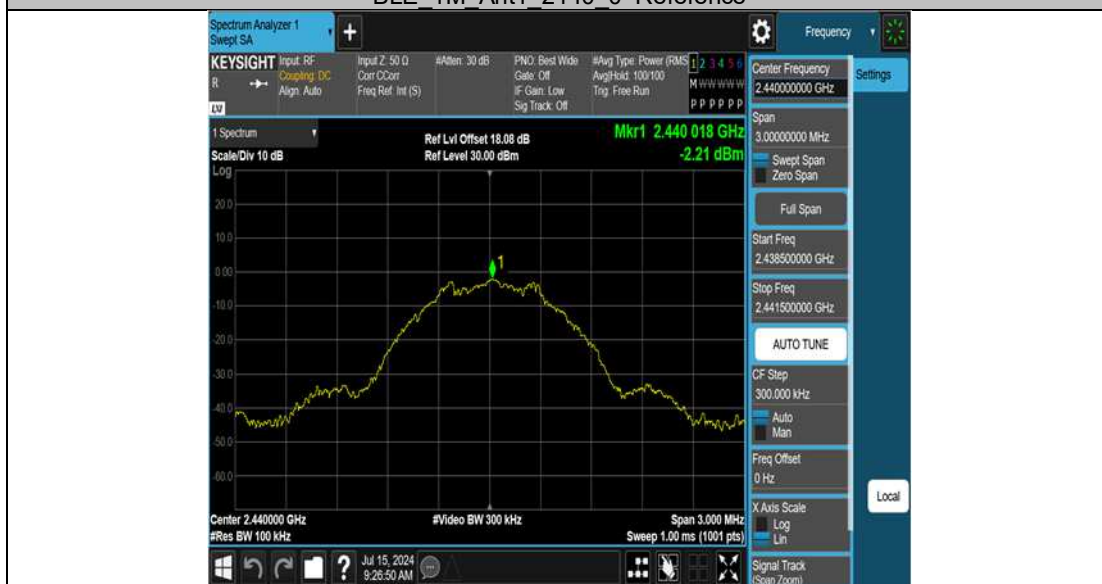 Spectrum Analyzer 1
Swept SA
+
Frequency
KEYSIGHT
R
LV
Input: RF
Coupling: DC
Align: Auto
Input Z: 50 Ω
Corr CCorr
Freq Ref: Int (S)
#Atten: 30 dB
PNO: Best Wide
Gate: Off
IF Gain: Low
Sig Track: Off
#Avg Type: Power (RMS
Avg|Hold: 100/100
Trig: Free Run
1 2 3 4 5 6
M W W W W W
P P P P P P
1 Spectrum
Scale/Div 10 dB
Log
Ref Lvl Offset 18.08 dB
Ref Level 30.00 dBm
Mkr1 2.440 018 GHz
-2.21 dBm
20.0
10.0
0.00
-10.0
-20.0
-30.0
-40.0
-50.0
-60.0
1
Center 2.440000 GHz
#Res BW 100 kHz
#Video BW 300 kHz
Span 3.000 MHz
Sweep 1.00 ms (1001 pts)
Jul 15, 2024
9:26:50 AM
?
Center Frequency
2.440000000 GHz
Settings
Span
3.00000000 MHz
Swept Span
Zero Span
Full Span
Start Freq
2.438500000 GHz
Stop Freq
2.441500000 GHz
AUTO TUNE
CF Step
300.000 kHz
Auto
Man
Freq Offset
0 Hz
X Axis Scale
Log
Lin
Local
Signal Track
(Span Zoom)